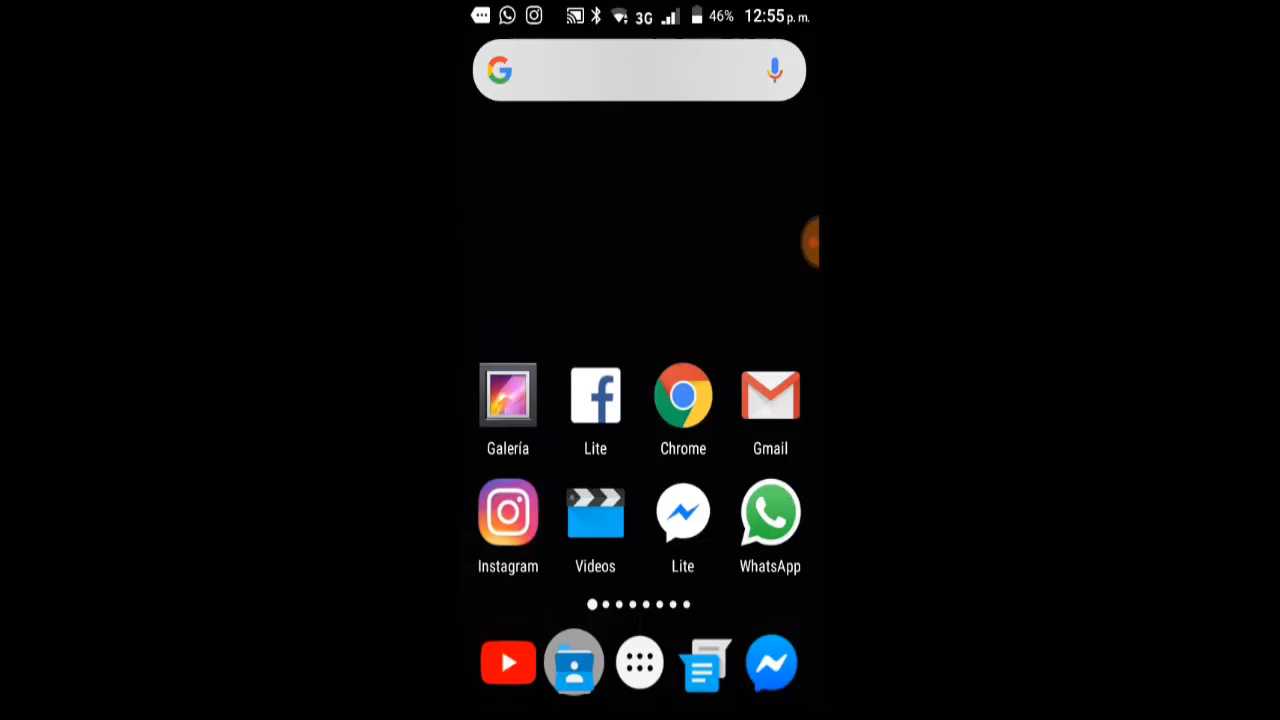 3G 46% 12:55 p. m.
Galería Lite Chrome Gmail
Instagram Videos Lite WhatsApp